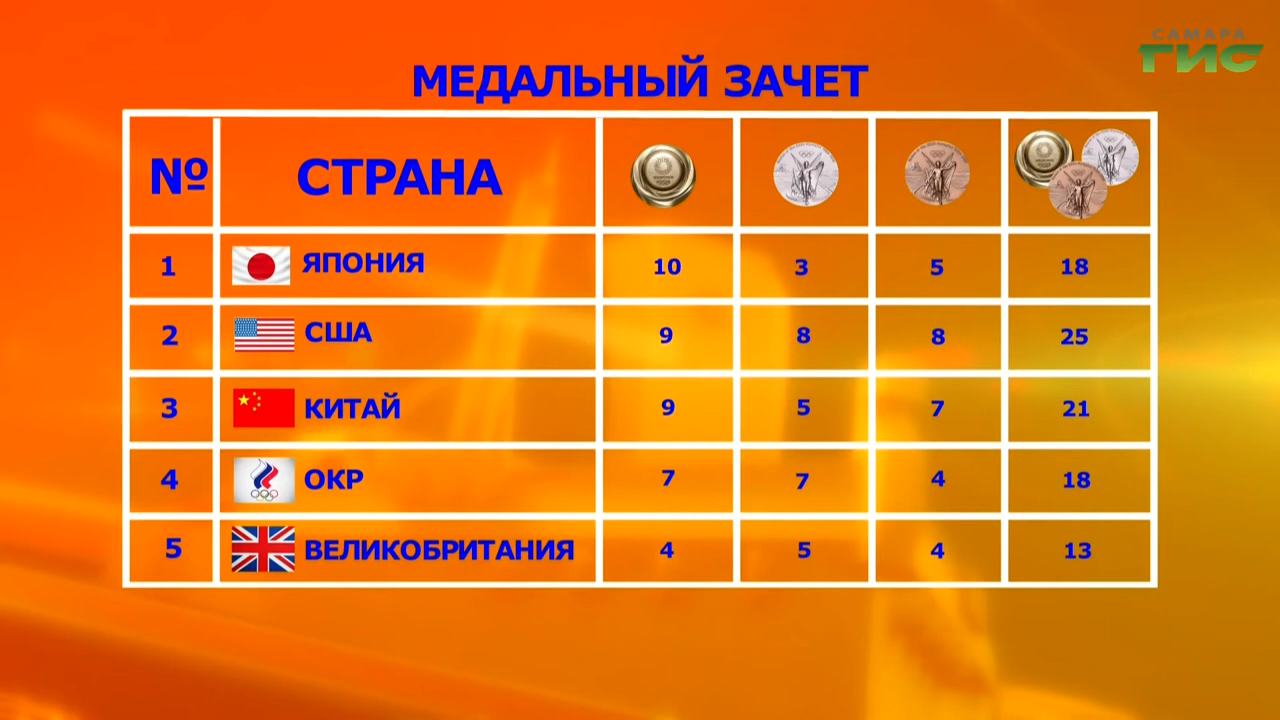 САМАРА
ГИС
МЕДАЛЬНЫЙ ЗАЧЕТ
№ СТРАНА
1 ЯПОНИЯ 10 3 5 18
2 США 9 8 8 25
3 КИТАЙ 9 5 7 21
4 ОКР 7 7 4 18
5 ВЕЛИКОБРИТАНИЯ 4 5 4 13